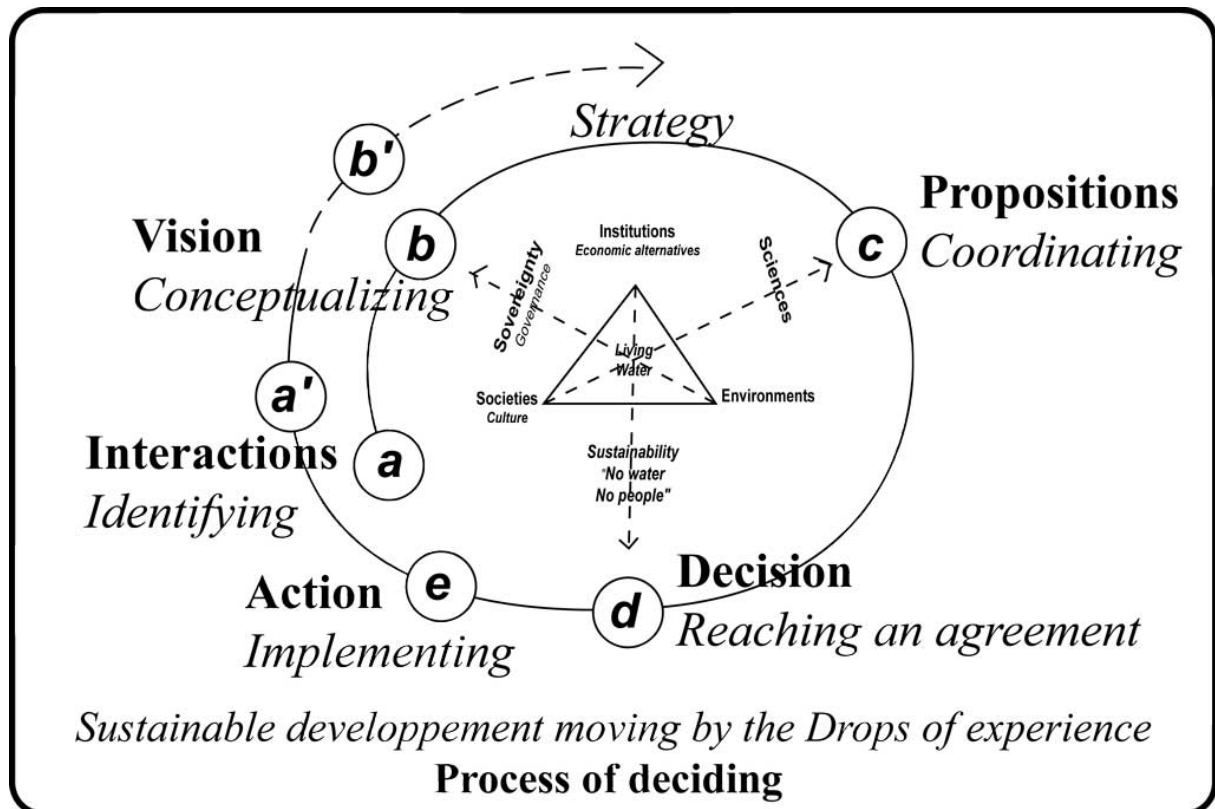 Strategy
b'
Vision
Conceptualizing
b
Institutions
Economic alternatives
Sovereignty
Governance
Sciences
c
Propositions
Coordinating
Living
Water
Societies
Culture
Environments
a'
Interactions
Identifying
a
Sustainability
"No water
No people"
Action
Implementing
e
d
Decision
Reaching an agreement
Sustainable developpement moving by the Drops of experience
Process of deciding